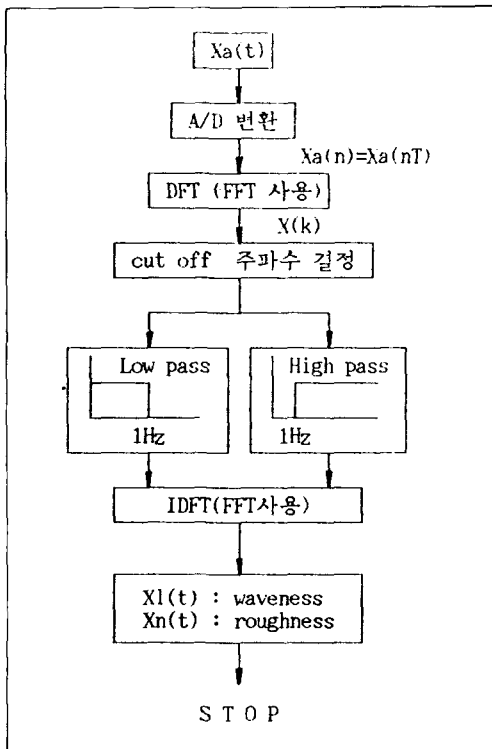 Xa(t)
A/D 변환
Xa(n)=Xa(nT)
DFT (FFT 사용)
X(k)
cut off 주파수 결정
Low pass
1Hz
High pass
1Hz
IDFT(FFT사용)
Xl(t) : waveness
Xn(t) : roughness
S T O P